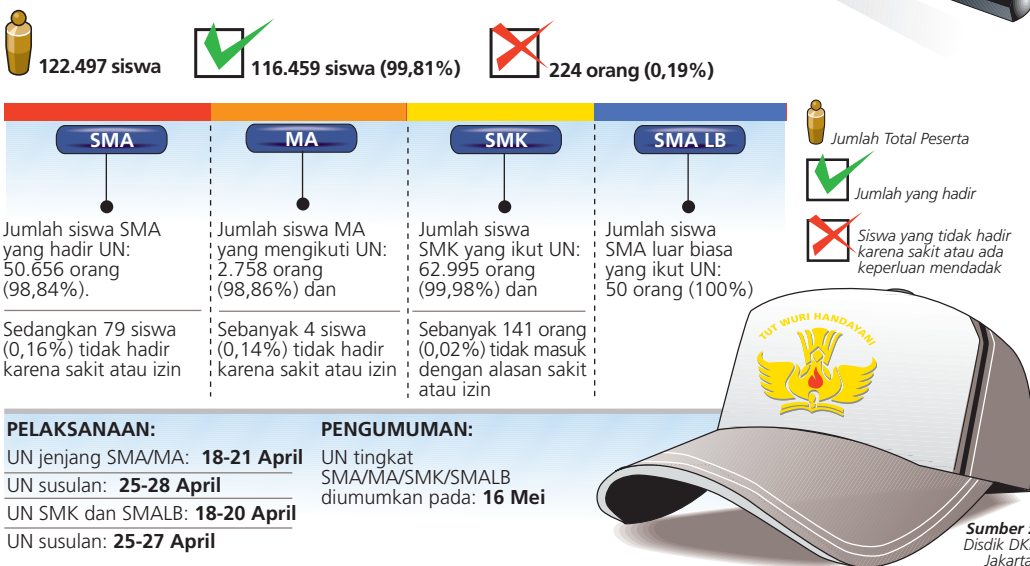 122.497 siswa
116.459 siswa (99,81%)
224 orang (0,19%)
SMA
Jumlah siswa SMA
yang hadir UN:
50.656 orang
(98,84%).
Sedangkan 79 siswa
(0,16%) tidak hadir
karena sakit atau izin
MA
Jumlah siswa MA
yang mengikuti UN:
2.758 orang
(98,86%) dan
Sebanyak 4 siswa
(0,14%) tidak hadir
karena sakit atau izin
SMK
Jumlah siswa
SMK yang ikut UN:
62.995 orang
(99,98%) dan
Sebanyak 141 orang
(0,02%) tidak masuk
dengan alasan sakit
atau izin
SMA LB
Jumlah siswa
SMA luar biasa
yang ikut UN:
50 orang (100%)
Jumlah Total Peserta
Jumlah yang hadir
Siswa yang tidak hadir
karena sakit atau ada
keperluan mendadak
TUT WURI HANDAYANI
PELAKSANAAN:
UN jenjang SMA/MA: 18-21 April
UN susulan: 25-28 April
UN SMK dan SMALB: 18-20 April
UN susulan: 25-27 April
PENGUMUMAN:
UN tingkat
SMA/MA/SMK/SMALB
diumumkan pada: 16 Mei
Sumber :
Disdik DK
Jakarta